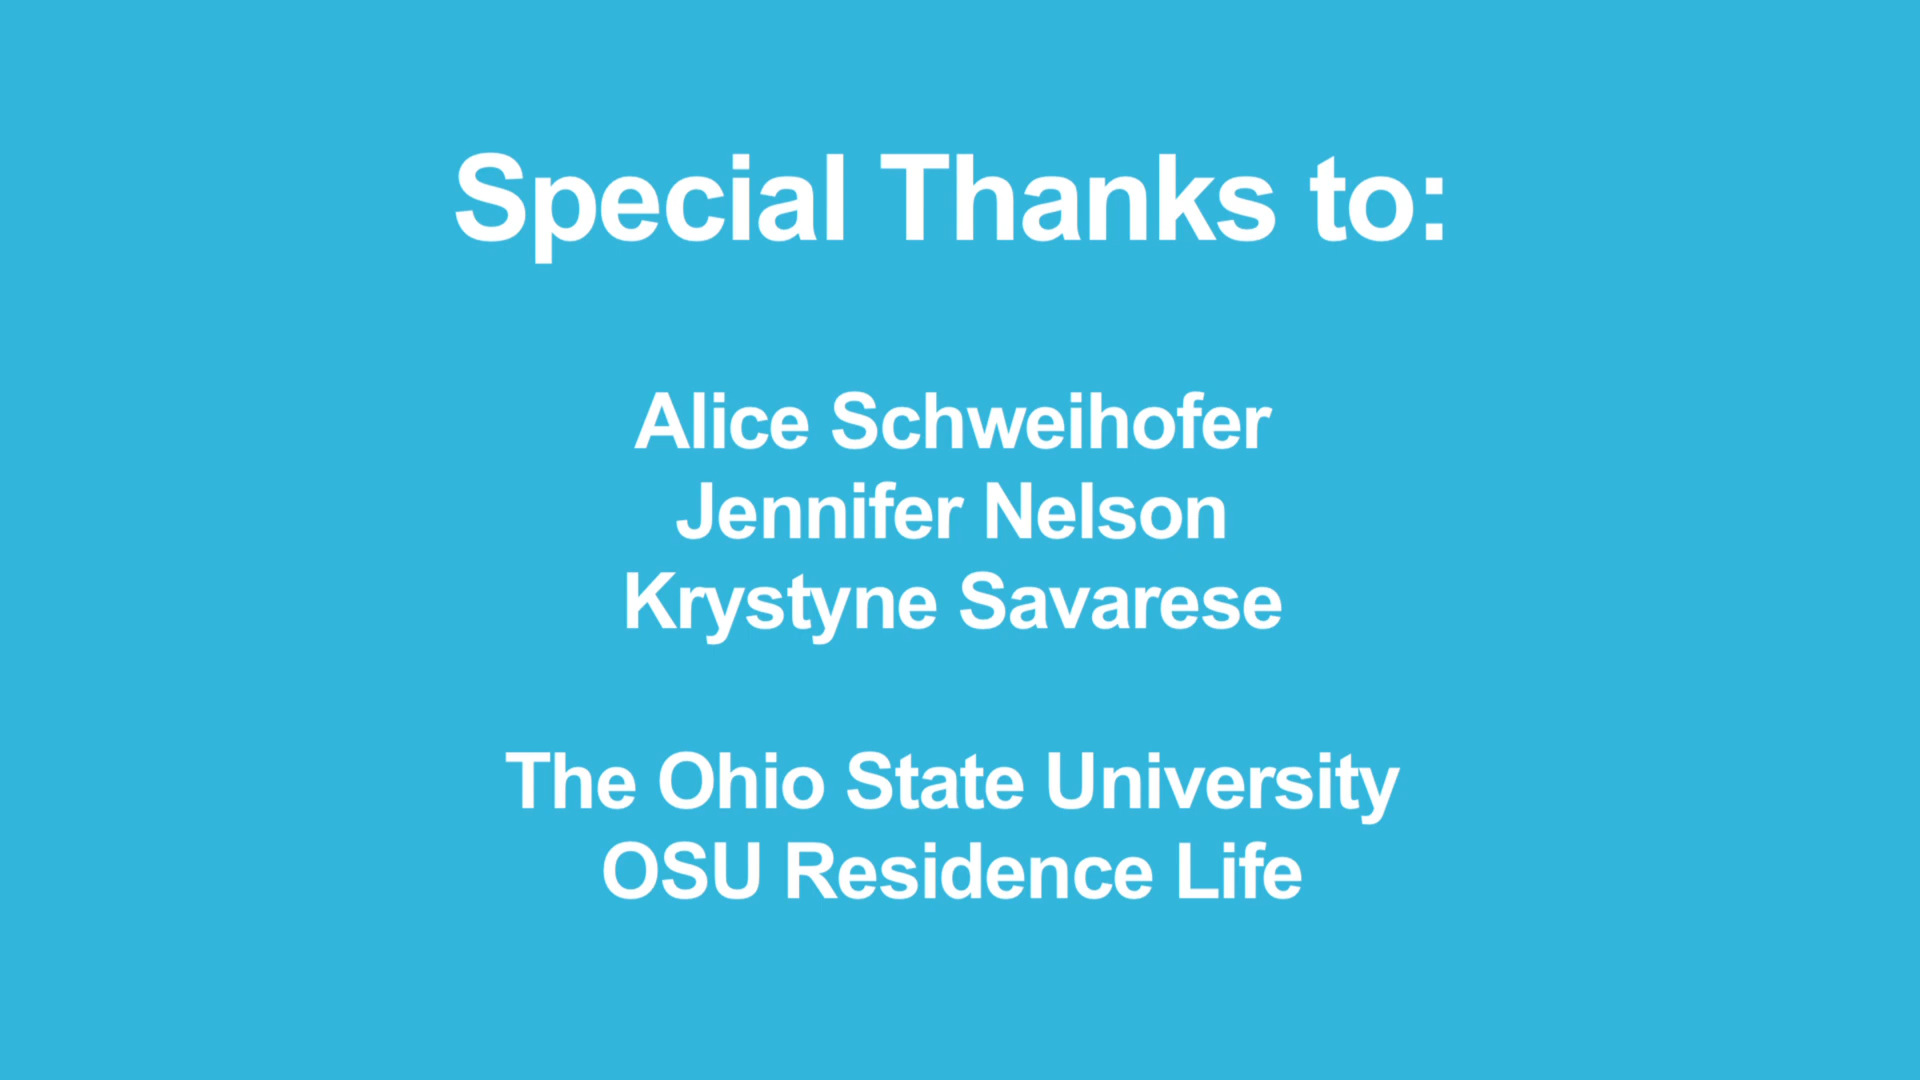 Special Thanks to:
Alice Schweihofer
Jennifer Nelson
Krystyne Savarese
The Ohio State University
OSU Residence Life